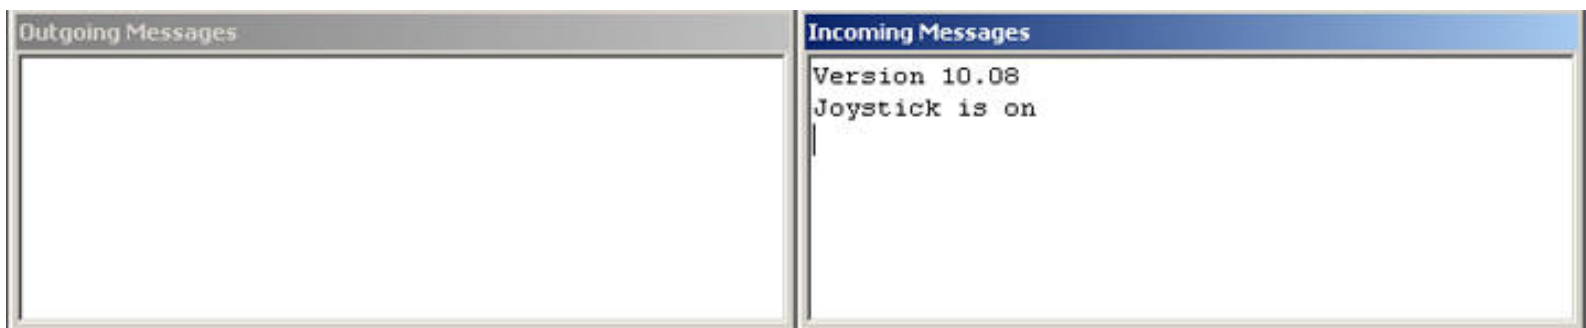 Outgoing Messages
Incoming Messages
Version 10.08
Joystick is on